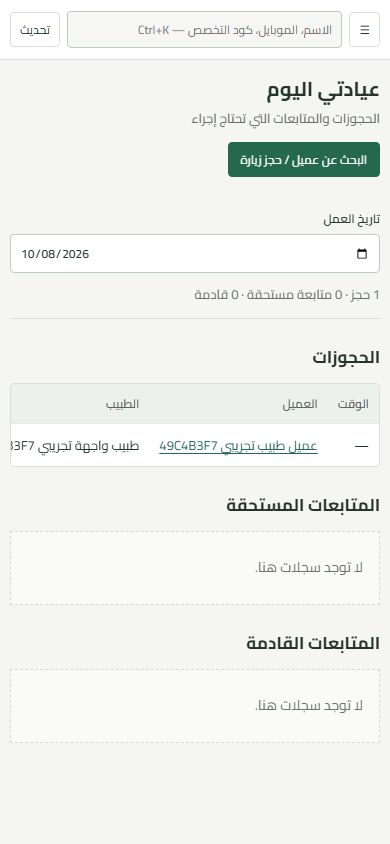 ☰
الاسم، الموبايل، كود التخصص — Ctrl+K
تحديث
عيادتي اليوم
الحجوزات والمتابعات التي تحتاج إجراء
البحث عن عميل / حجز زيارة
تاريخ العمل
10/08/2026
1 حجز · 0 متابعة مستحقة · 0 قادمة
الحجوزات
الوقت العميل الطبيب
— عميل طبيب تجريبي 49C4B3F7 طبيب واجهة تجريبي
المتابعات المستحقة
لا توجد سجلات هنا.
المتابعات القادمة
لا توجد سجلات هنا.